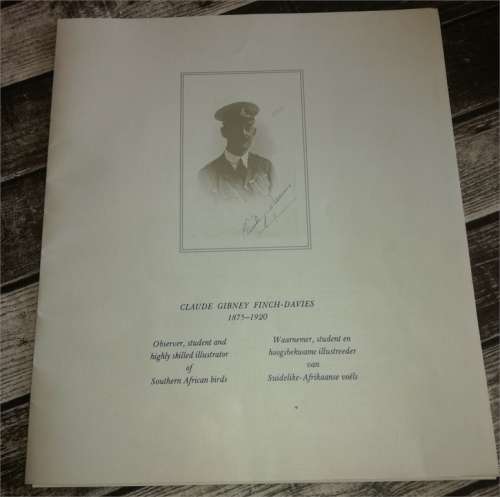 CLAUDE GIBNEY FINCH-DAVIES
1875–1920
Observer, student and
highly skilled illustrator
of
Southern African birds
Waarnemer, student en
hoogsbekwame illustreeder
van
Suidelike-Afrikaanse voëls